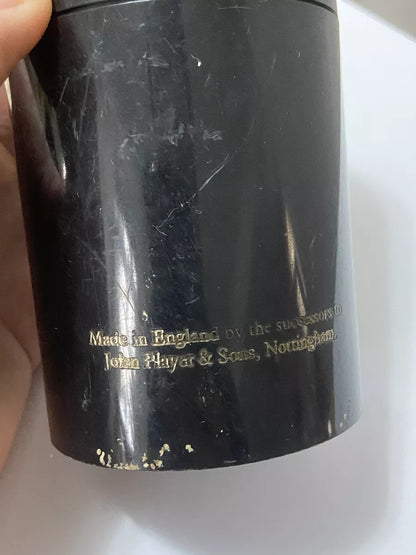 Made in England by the successors to
John Player & Sons, Nottingham.